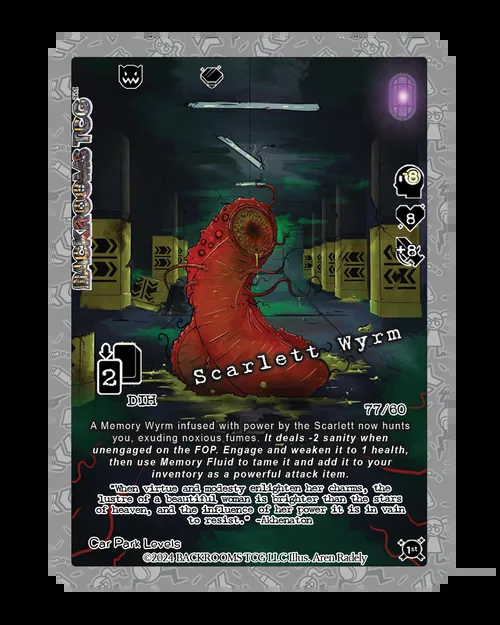 BACKROOMS TCG
8
8
+8
Scarlett Wyrm
2
DIH
77/60
A Memory Wyrm infused with power by the Scarlett now hunts
you, exuding noxious fumes. It deals -2 sanity when
unengaged on the FOP. Engage and weaken it to 1 health,
then use Memory Fluid to tame it and add it to your
inventory as a powerful attack item.
"When virtue and modesty enlighten her charms, the
lustre of a beautiful woman is brighter than the stars
of heaven, and the influence of her power it is in vain
to resist." -Akhenaton
Car Park Levels
1st
©2024 BACKROOMS TCG LLC Illus. Aren Radely